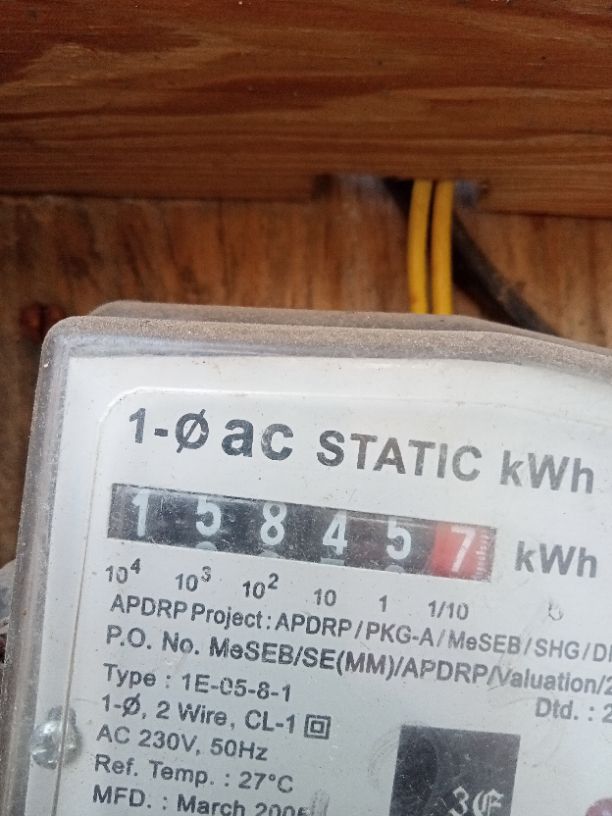 1-Ø ac STATIC kWh
1 5 8 4 5 7 kWh
10⁴ 10³ 10² 10 1 1/10
APDRP Project : APDRP / PKG-A / MeSEB / SHG /
P.O. No. MeSEB/SE(MM)/APDRP/Valuation/
Dtd. :
Type : 1E-05-8-1
1-Ø, 2 Wire, CL-1
AC 230V, 50Hz
Ref. Temp. : 27°C
MFD. : March